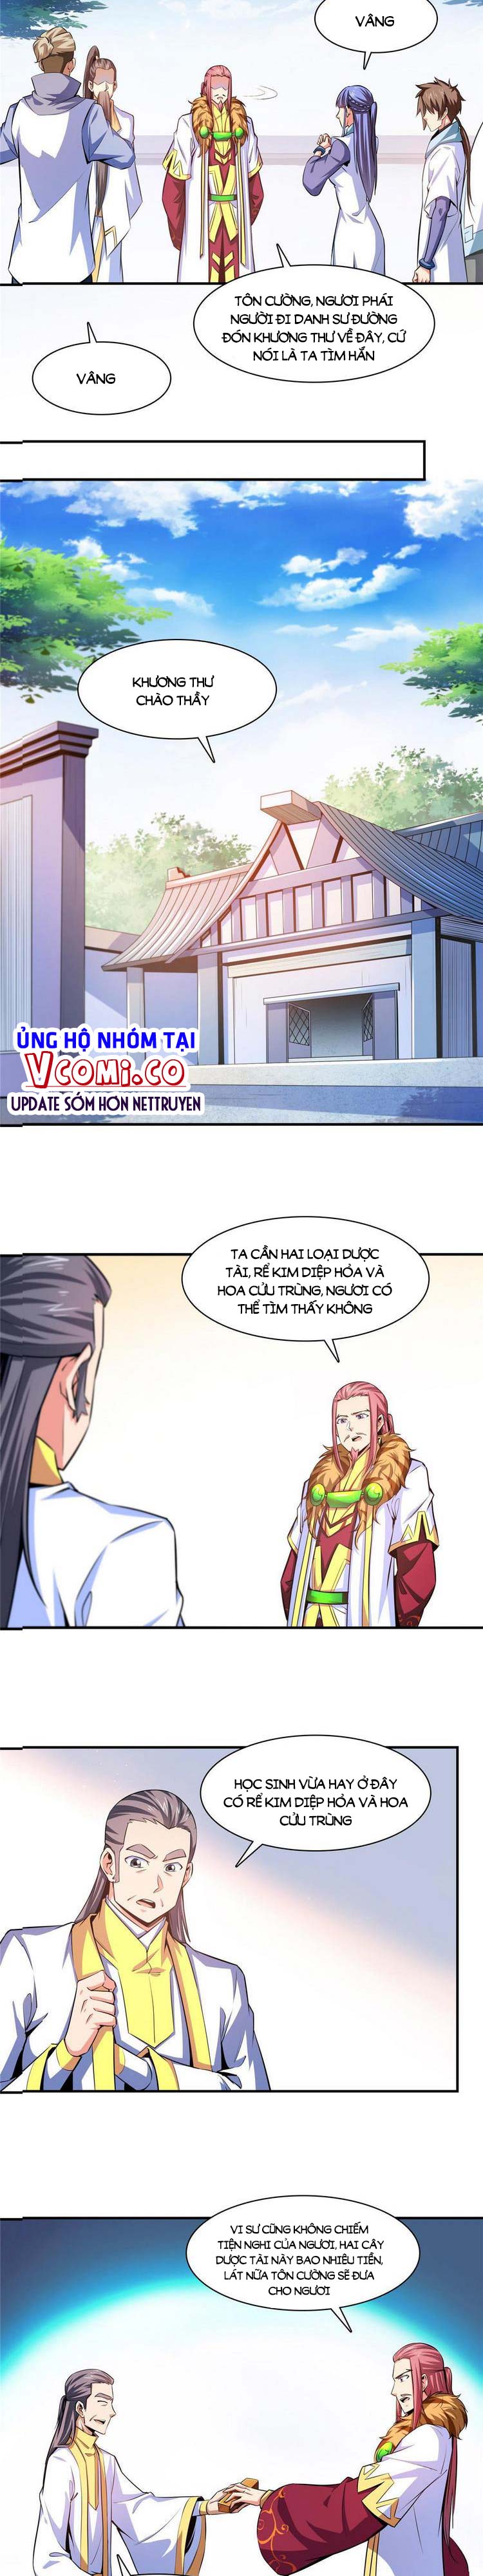 VÂNG
TÔN CƯỜNG, NGƯƠI PHÁI
NGƯỜI ĐI DANH SƯ ĐƯỜNG
ĐÓN KHƯƠNG THƯ VỀ ĐÂY, CỨ
NÓI LÀ TA TÌM HẮN
VÂNG
KHƯƠNG THƯ
CHÀO THẦY
ỦNG HỘ NHÓM TẠI
VCOMI.CO
UPDATE SỚM HƠN NETTRUYEN
TA CẦN HAI LOẠI DƯỢC
TÀI, RỂ KIM DIỆP HỎA VÀ
HOA CỬU TRÙNG, NGƯƠI CÓ
THỂ TÌM THẤY KHÔNG
HỌC SINH VỪA HAY Ở ĐÂY
CÓ RỂ KIM DIỆP HỎA VÀ HOA
CỬU TRÙNG
VI SƯ CŨNG KHÔNG CHIẾM
TIỆN NGHI CỦA NGƯƠI, HAI CÂY
DƯỢC TÀI NÀY BAO NHIÊU TIỀN,
LÁT NỮA TÔN CƯỜNG SẼ ĐƯA
CHO NGƯƠI